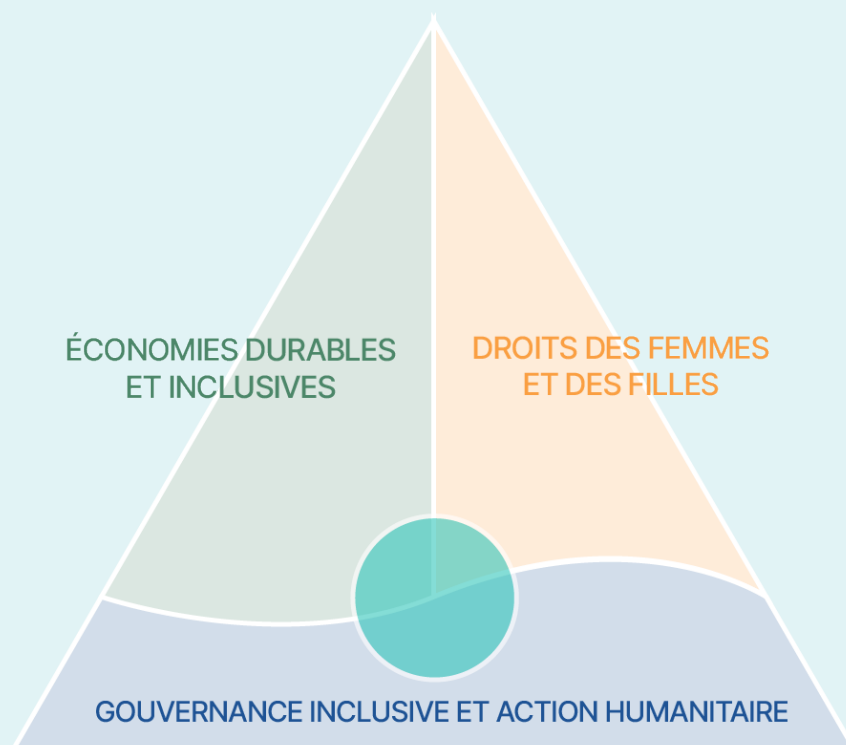 ÉCONOMIES DURABLES
ET INCLUSIVES
DROITS DES FEMMES
ET DES FILLES
GOUVERNANCE INCLUSIVE ET ACTION HUMANITAIRE